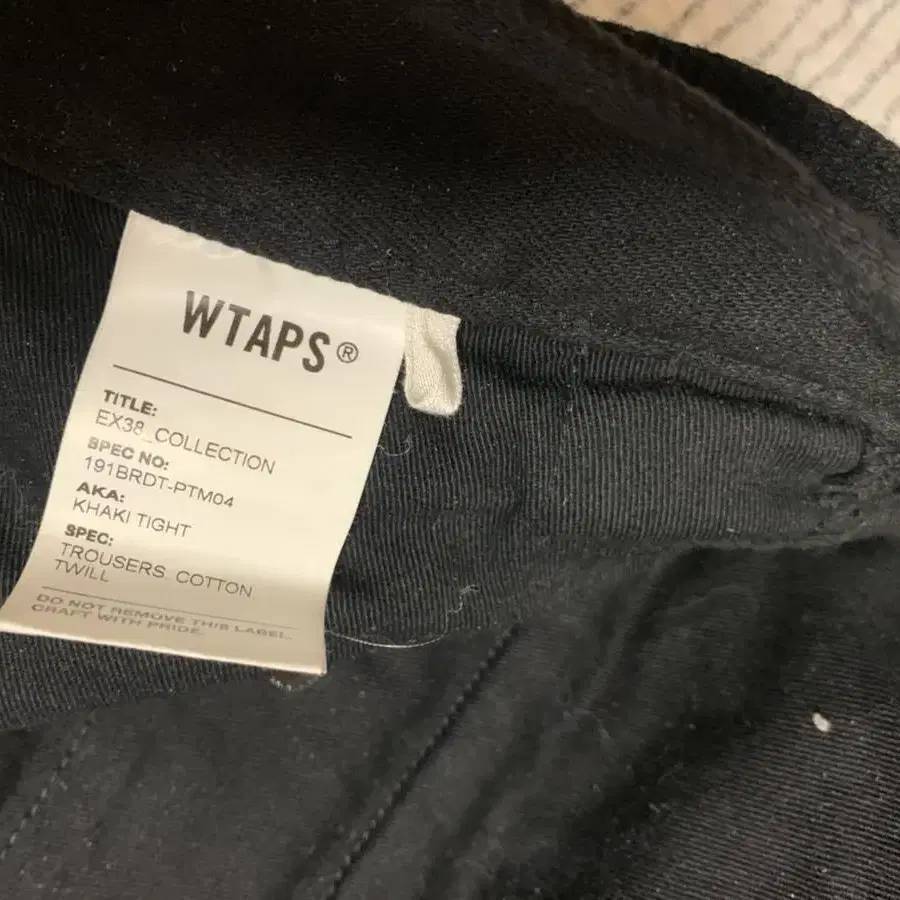 WTAPS®
TITLE:
EX38_COLLECTION
SPEC NO:
191BRDT-PTM04
AKA:
KHAKI TIGHT
SPEC:
TROUSERS. COTTON
TWILL
DO NOT REMOVE THIS LABEL.
CRAFT WITH PRIDE.